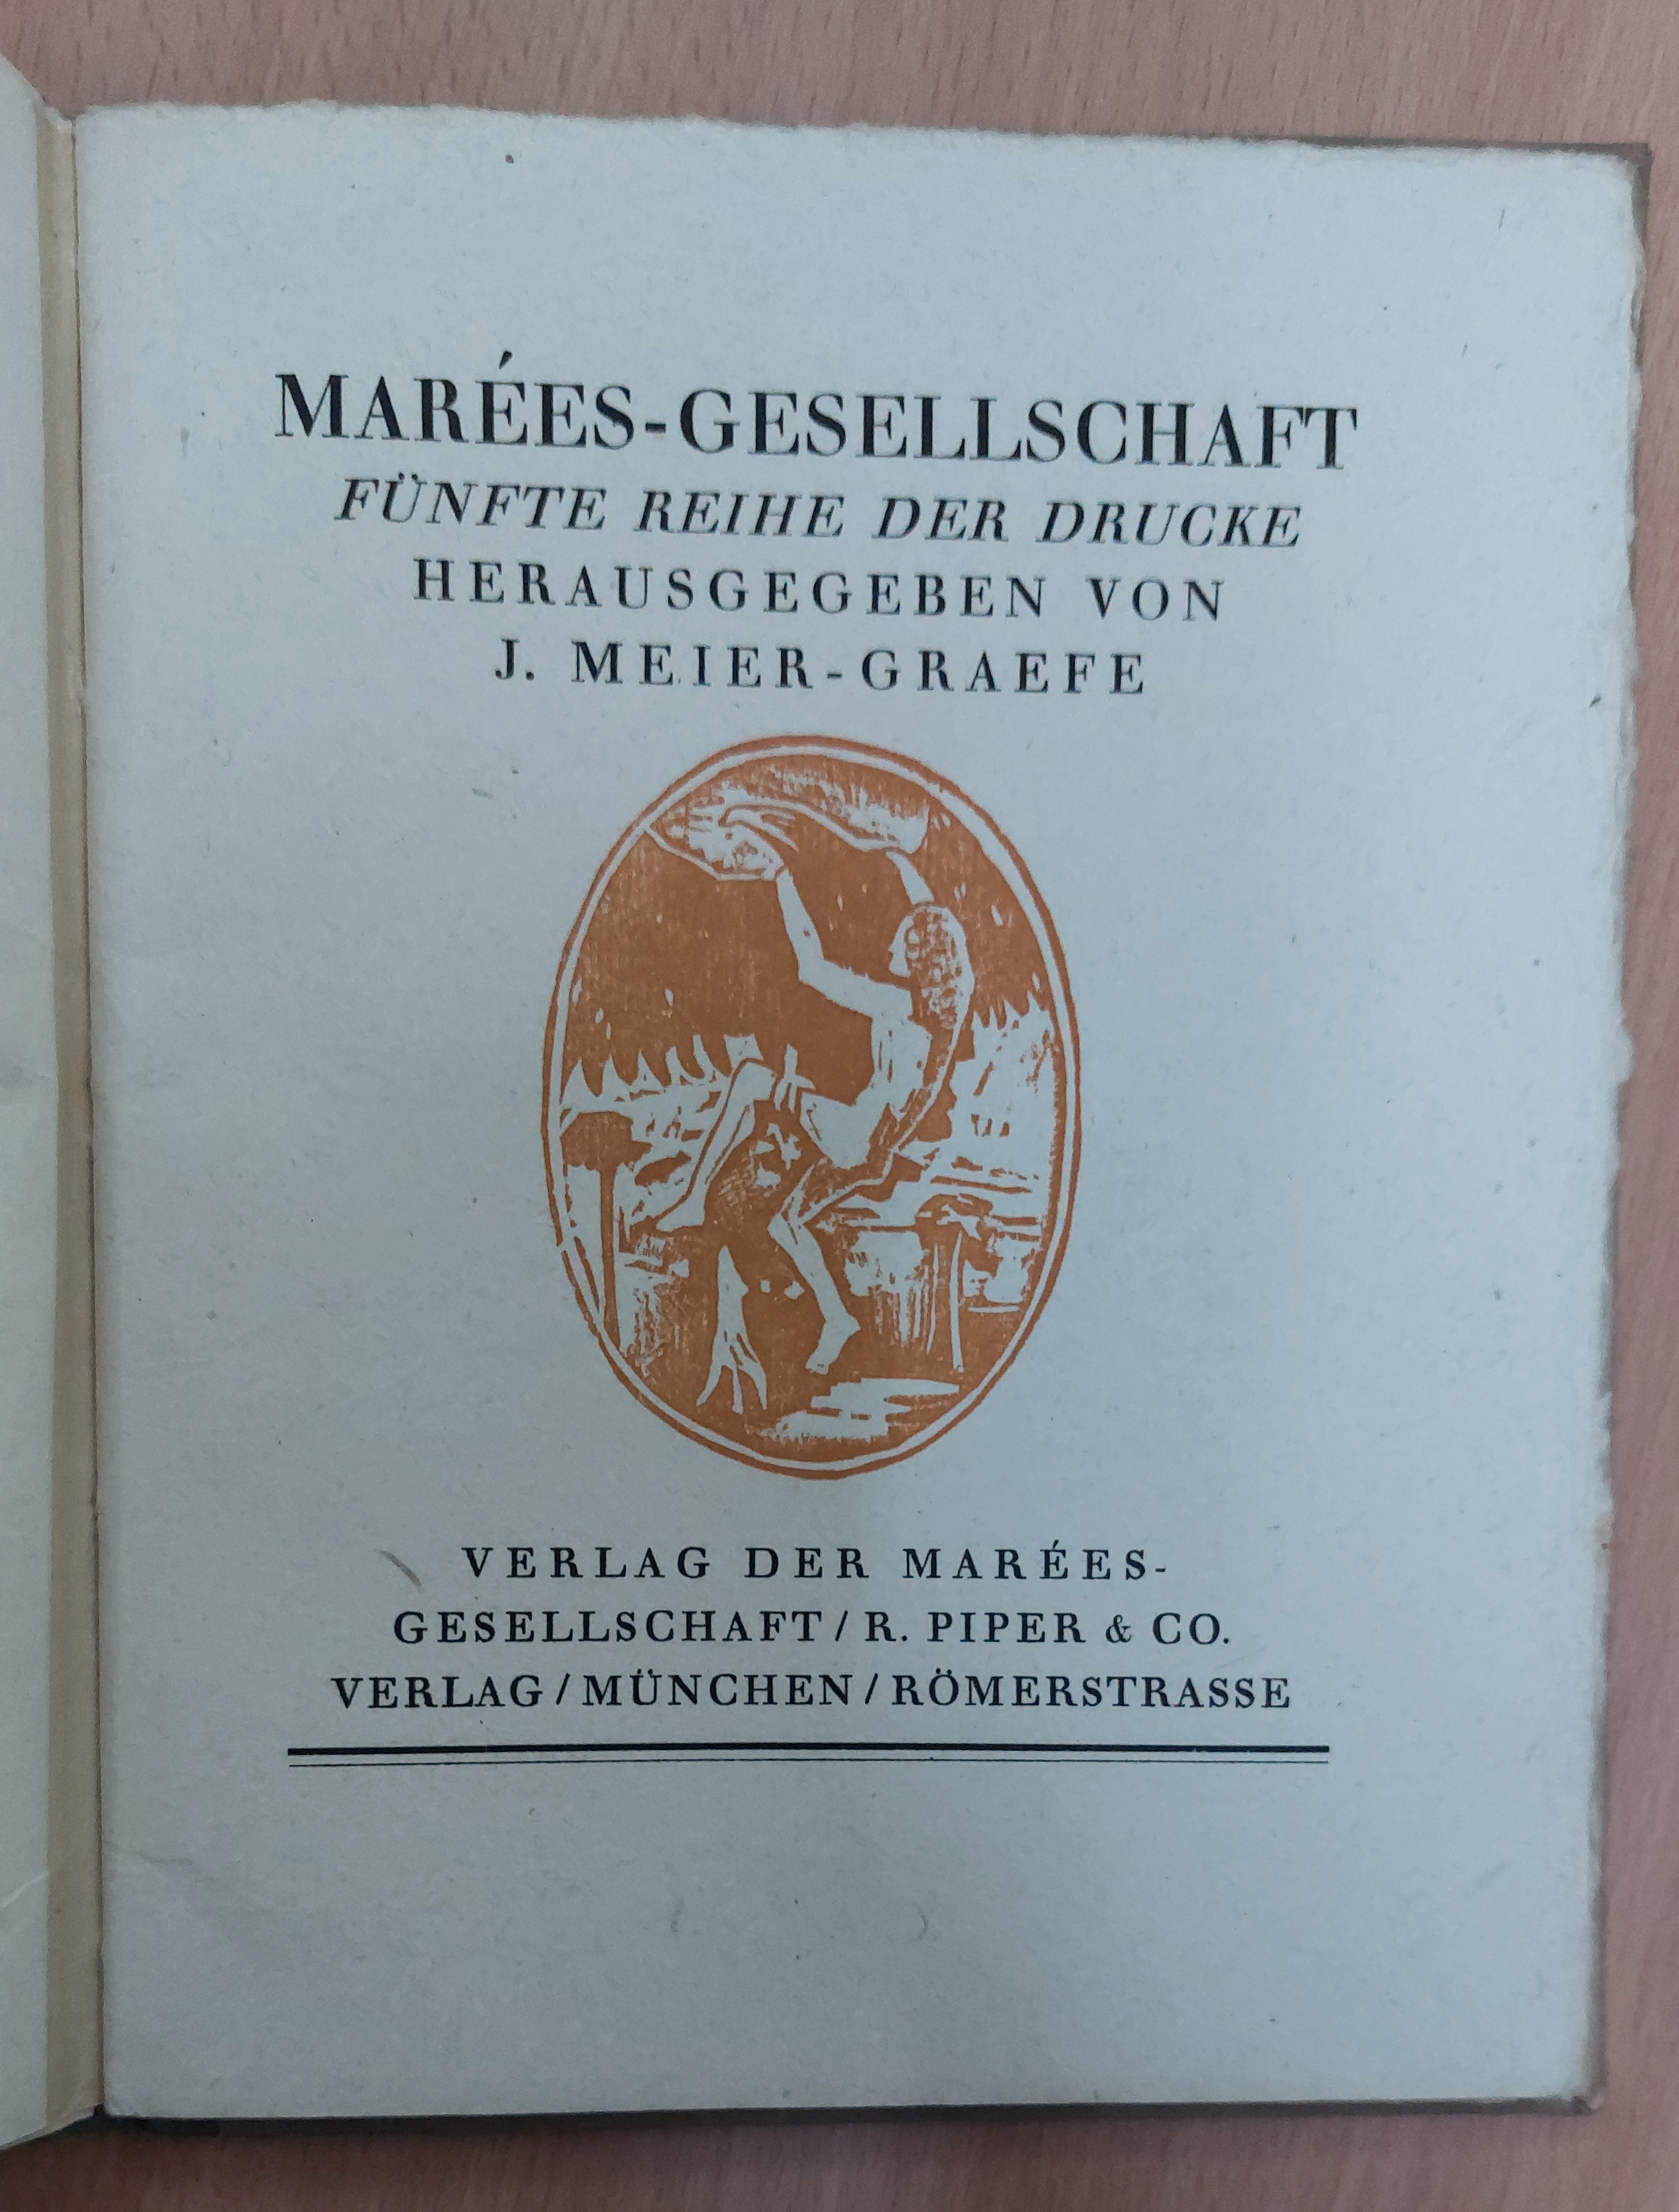 MARÉES-GESELLSCHAFT
FÜNFTE REIHE DER DRUCKE
HERAUSGEGEBEN VON
J. MEIER-GRAEFE
VERLAG DER MARÉES-
GESELLSCHAFT / R. PIPER & CO.
VERLAG / MÜNCHEN / RÖMERSTRASSE